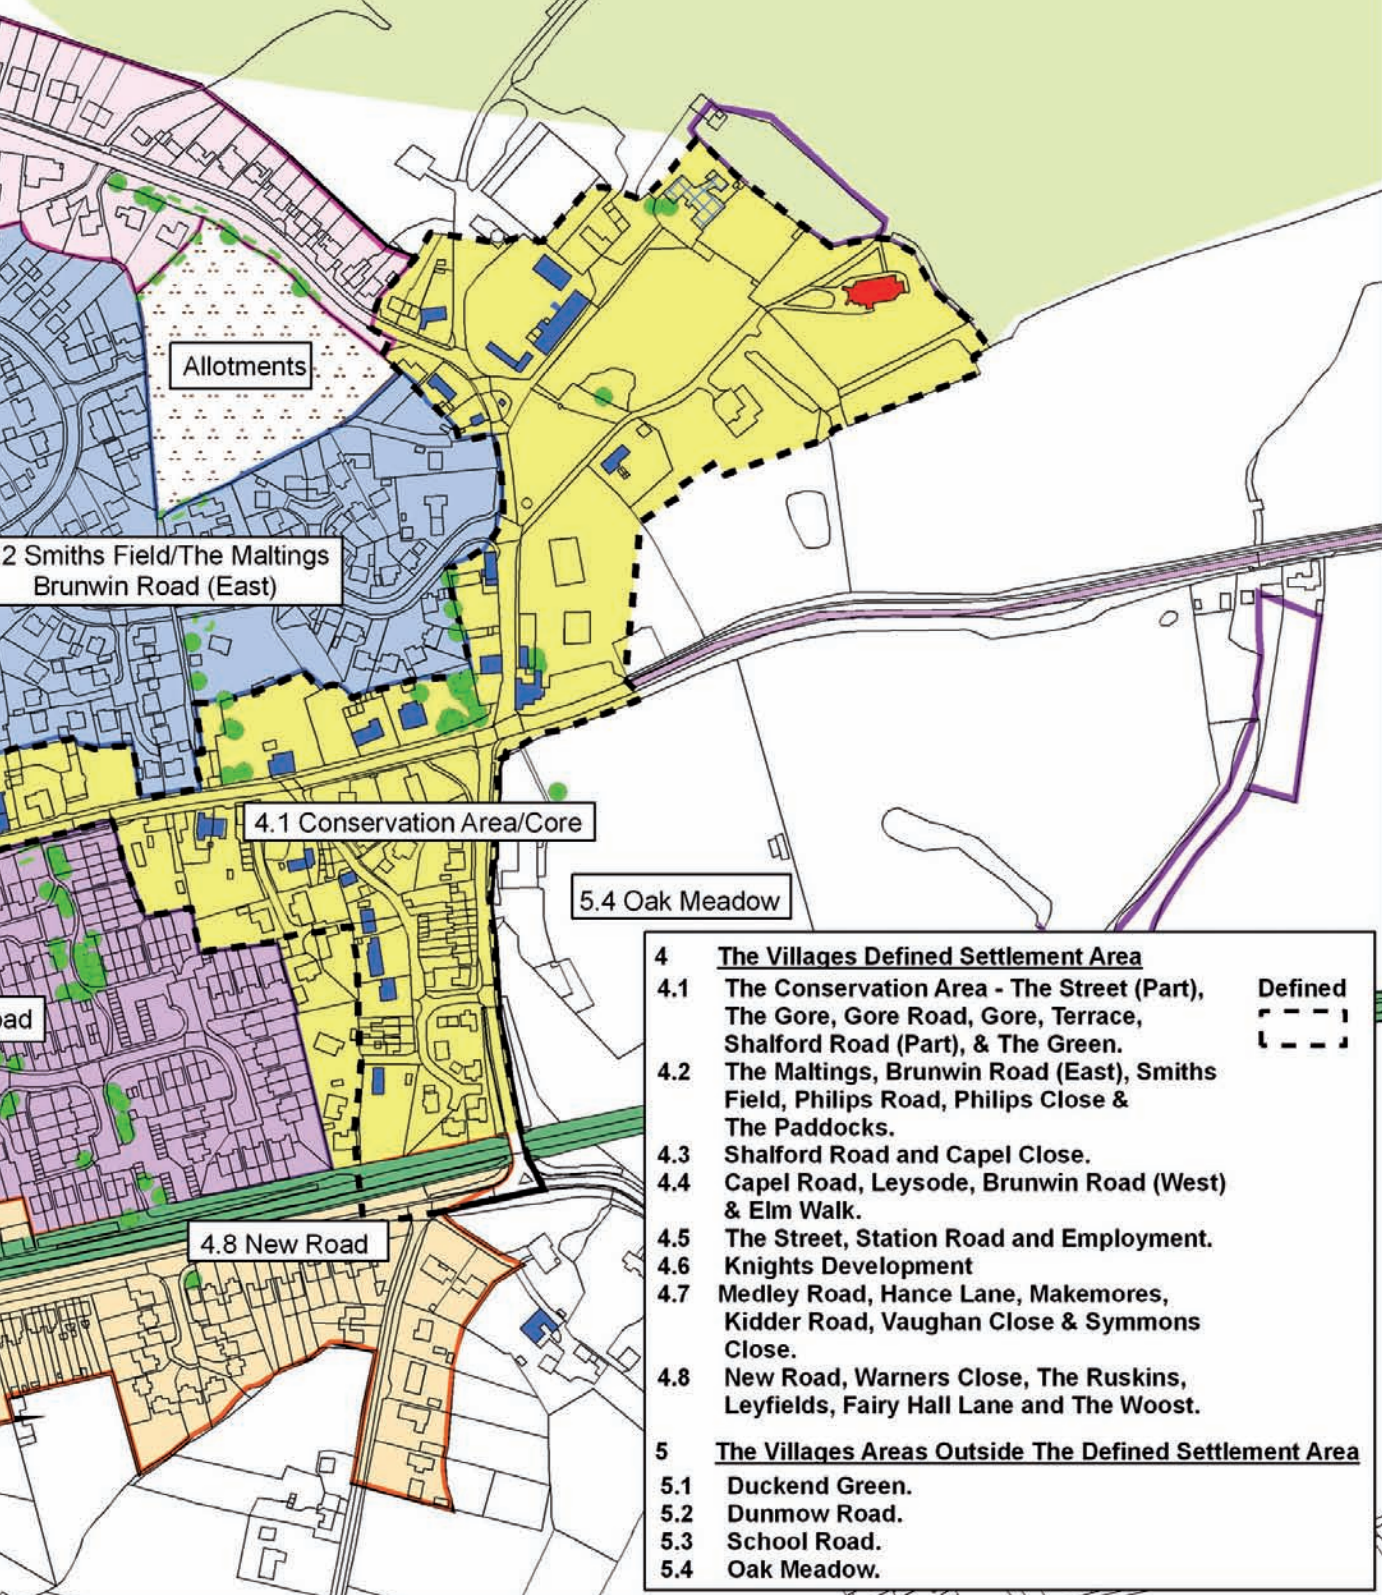 Allotments
2 Smiths Field/The Maltings
Brunwin Road (East)
4.1 Conservation Area/Core
5.4 Oak Meadow
oad
4.8 New Road
4 The Villages Defined Settlement Area
4.1 The Conservation Area - The Street (Part), Defined
The Gore, Gore Road, Gore, Terrace,
Shalford Road (Part), & The Green.
4.2 The Maltings, Brunwin Road (East), Smiths
Field, Philips Road, Philips Close &
The Paddocks.
4.3 Shalford Road and Capel Close.
4.4 Capel Road, Leysode, Brunwin Road (West)
& Elm Walk.
4.5 The Street, Station Road and Employment.
4.6 Knights Development
4.7 Medley Road, Hance Lane, Makemores,
Kidder Road, Vaughan Close & Symmons
Close.
4.8 New Road, Warners Close, The Ruskins,
Leyfields, Fairy Hall Lane and The Woost.
5 The Villages Areas Outside The Defined Settlement Area
5.1 Duckend Green.
5.2 Dunmow Road.
5.3 School Road.
5.4 Oak Meadow.